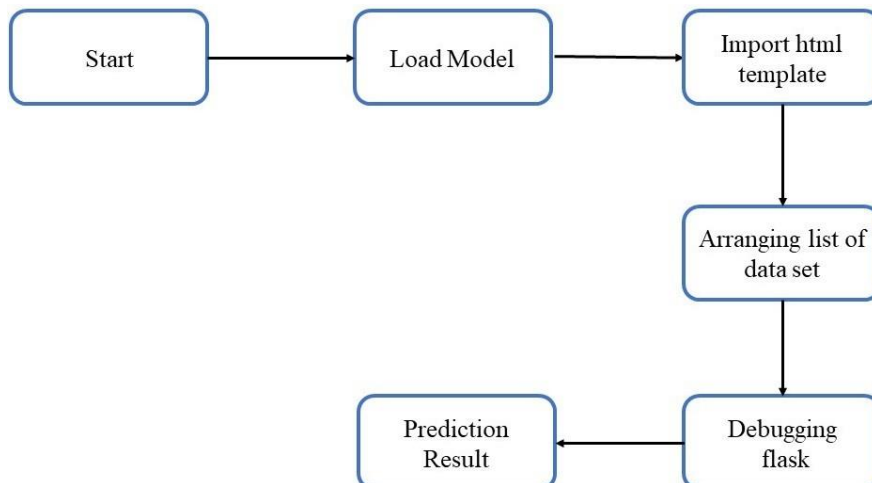 Start
Load Model
Import html
template
Arranging list of
data set
Debugging
flask
Prediction
Result